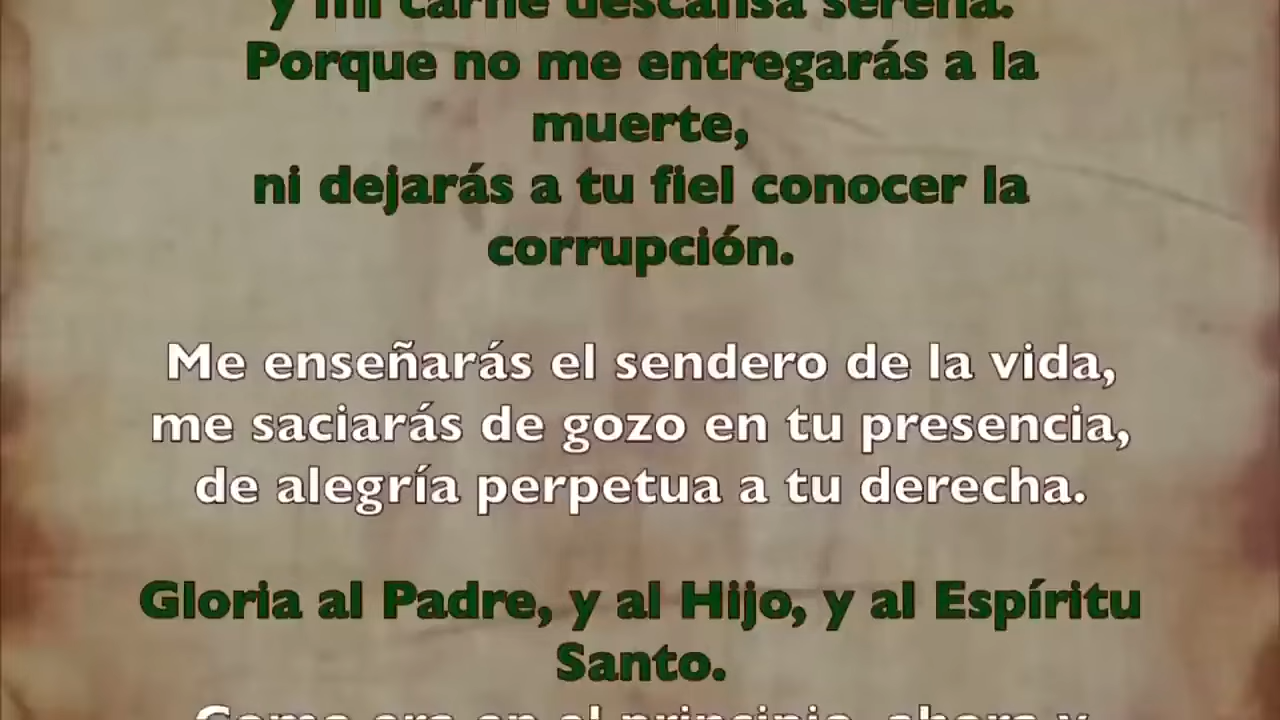 y mi carne descansa serena.
Porque no me entregarás a la
muerte,
ni dejarás a tu fiel conocer la
corrupción.
Me enseñarás el sendero de la vida,
me saciarás de gozo en tu presencia,
de alegría perpetua a tu derecha.
Gloria al Padre, y al Hijo, y al Espíritu
Santo.
Como era en el principio, ahora y